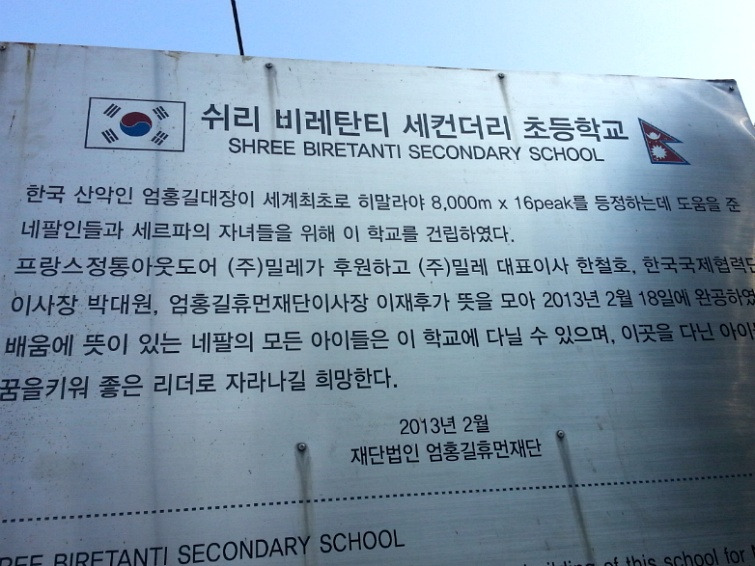 쉬리 비레탄티 세컨더리 초등학교
SHREE BIRETANTI SECONDARY SCHOOL
한국 산악인 엄홍길대장이 세계최초로 히말라야 8,000m x 16peak를 등정하는데 도움을 준
네팔인들과 세르파의 자녀들을 위해 이 학교를 건립하였다.
프랑스정통아웃도어 (주)밀레가 후원하고 (주)밀레 대표이사 한철호, 한국국제협력단
이사장 박대원, 엄홍길휴먼재단이사장 이재후가 뜻을 모아 2013년 2월 18일에 완공하였
배움에 뜻이 있는 네팔의 모든 아이들은 이 학교에 다닐 수 있으며, 이곳을 다닌 아이
꿈을키워 좋은 리더로 자라나길 희망한다.
2013년 2월
재단법인 엄홍길휴먼재단
SHREE BIRETANTI SECONDARY SCHOOL
building of this school for